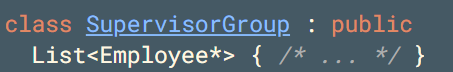 class SupervisorGroup : public
List<Employee*> { /* ... */ }